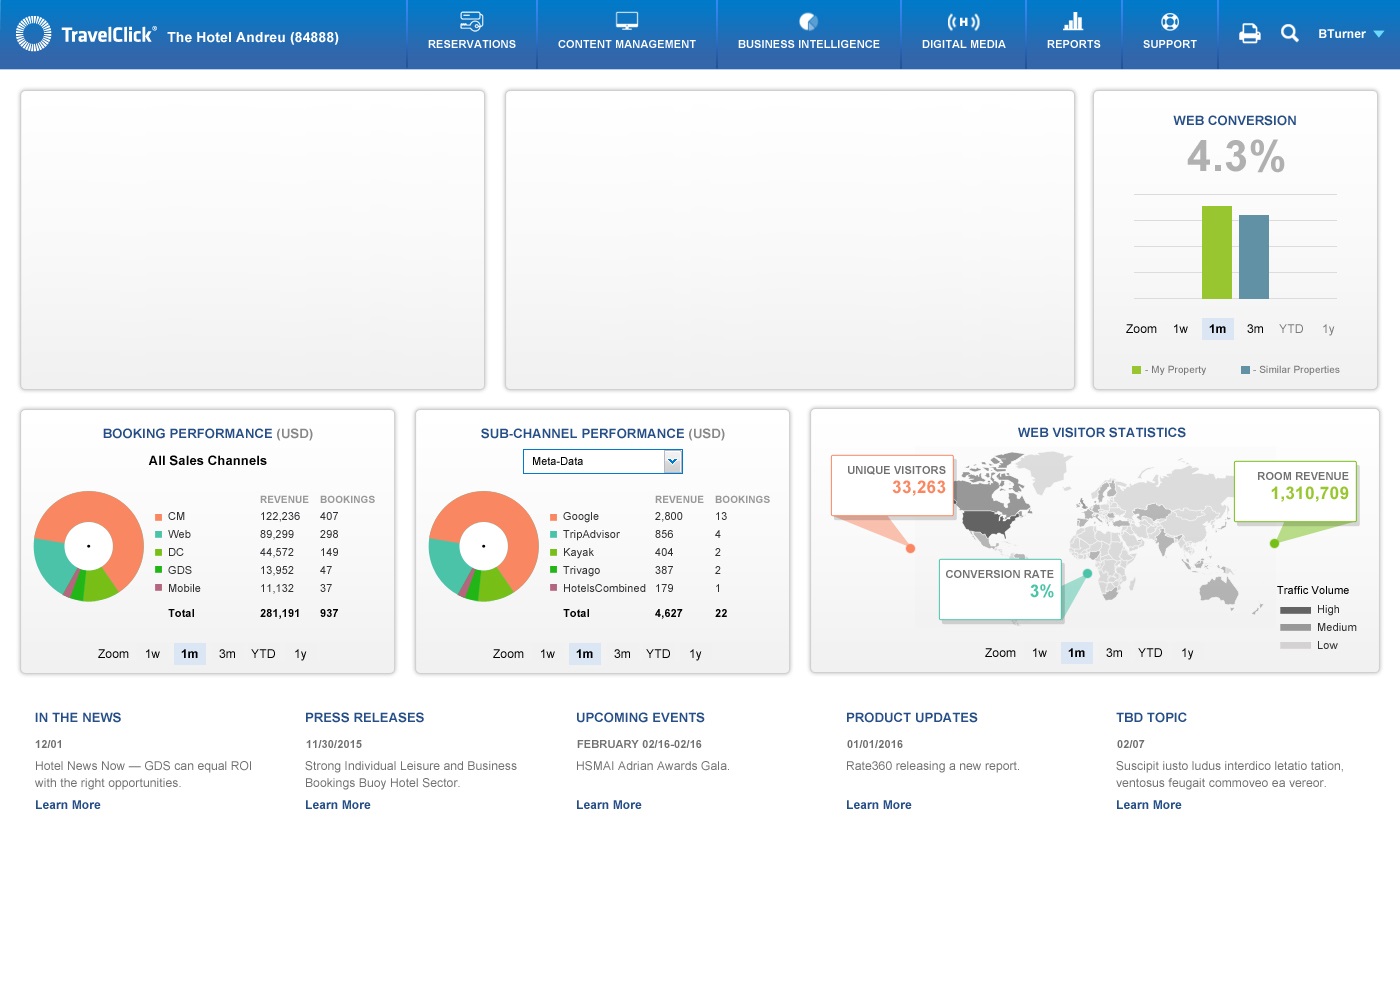 TravelClick® The Hotel Andreu (84888)
RESERVATIONS
CONTENT MANAGEMENT
BUSINESS INTELLIGENCE
DIGITAL MEDIA
REPORTS
SUPPORT
BTurner
WEB CONVERSION
4.3%
Zoom 1w 1m 3m YTD 1y
- My Property - Similar Properties
BOOKING PERFORMANCE (USD)
All Sales Channels
REVENUE BOOKINGS
CM 122,236 407
Web 89,299 298
DC 44,572 149
GDS 13,952 47
Mobile 11,132 37
Total 281,191 937
Zoom 1w 1m 3m YTD 1y
SUB-CHANNEL PERFORMANCE (USD)
Meta-Data
REVENUE BOOKINGS
Google 2,800 13
TripAdvisor 856 4
Kayak 404 2
Trivago 387 2
HotelsCombined 179 1
Total 4,627 22
Zoom 1w 1m 3m YTD 1y
WEB VISITOR STATISTICS
UNIQUE VISITORS
33,263
ROOM REVENUE
1,310,709
CONVERSION RATE
3%
Traffic Volume
High
Medium
Low
Zoom 1w 1m 3m YTD 1y
IN THE NEWS
12/01
Hotel News Now — GDS can equal ROI
with the right opportunities.
Learn More
PRESS RELEASES
11/30/2015
Strong Individual Leisure and Business
Bookings Buoy Hotel Sector.
Learn More
UPCOMING EVENTS
FEBRUARY 02/16-02/16
HSMAI Adrian Awards Gala.
Learn More
PRODUCT UPDATES
01/01/2016
Rate360 releasing a new report.
Learn More
TBD TOPIC
02/07
Suscipit iusto ludus interdico letatio tation,
ventosus feugait commoveo ea vereor.
Learn More